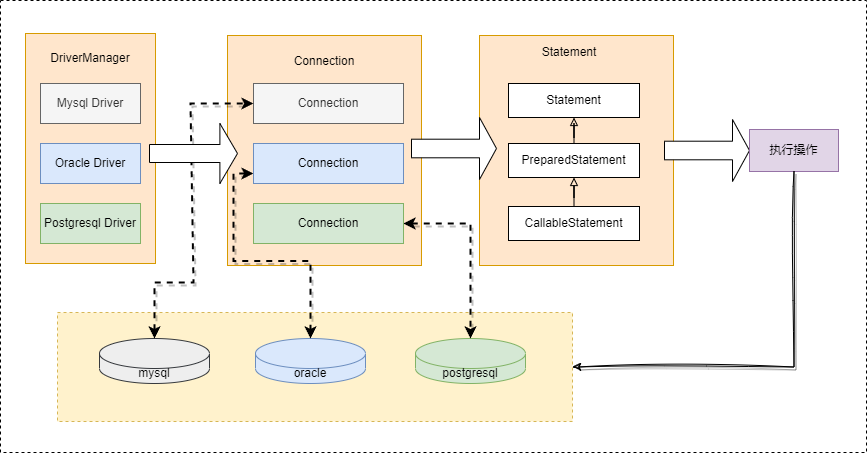 DriverManager
Mysql Driver
Oracle Driver
Postgresql Driver
Connection
Connection
Connection
Connection
Statement
Statement
PreparedStatement
CallableStatement
执行操作
mysql
oracle
postgresql